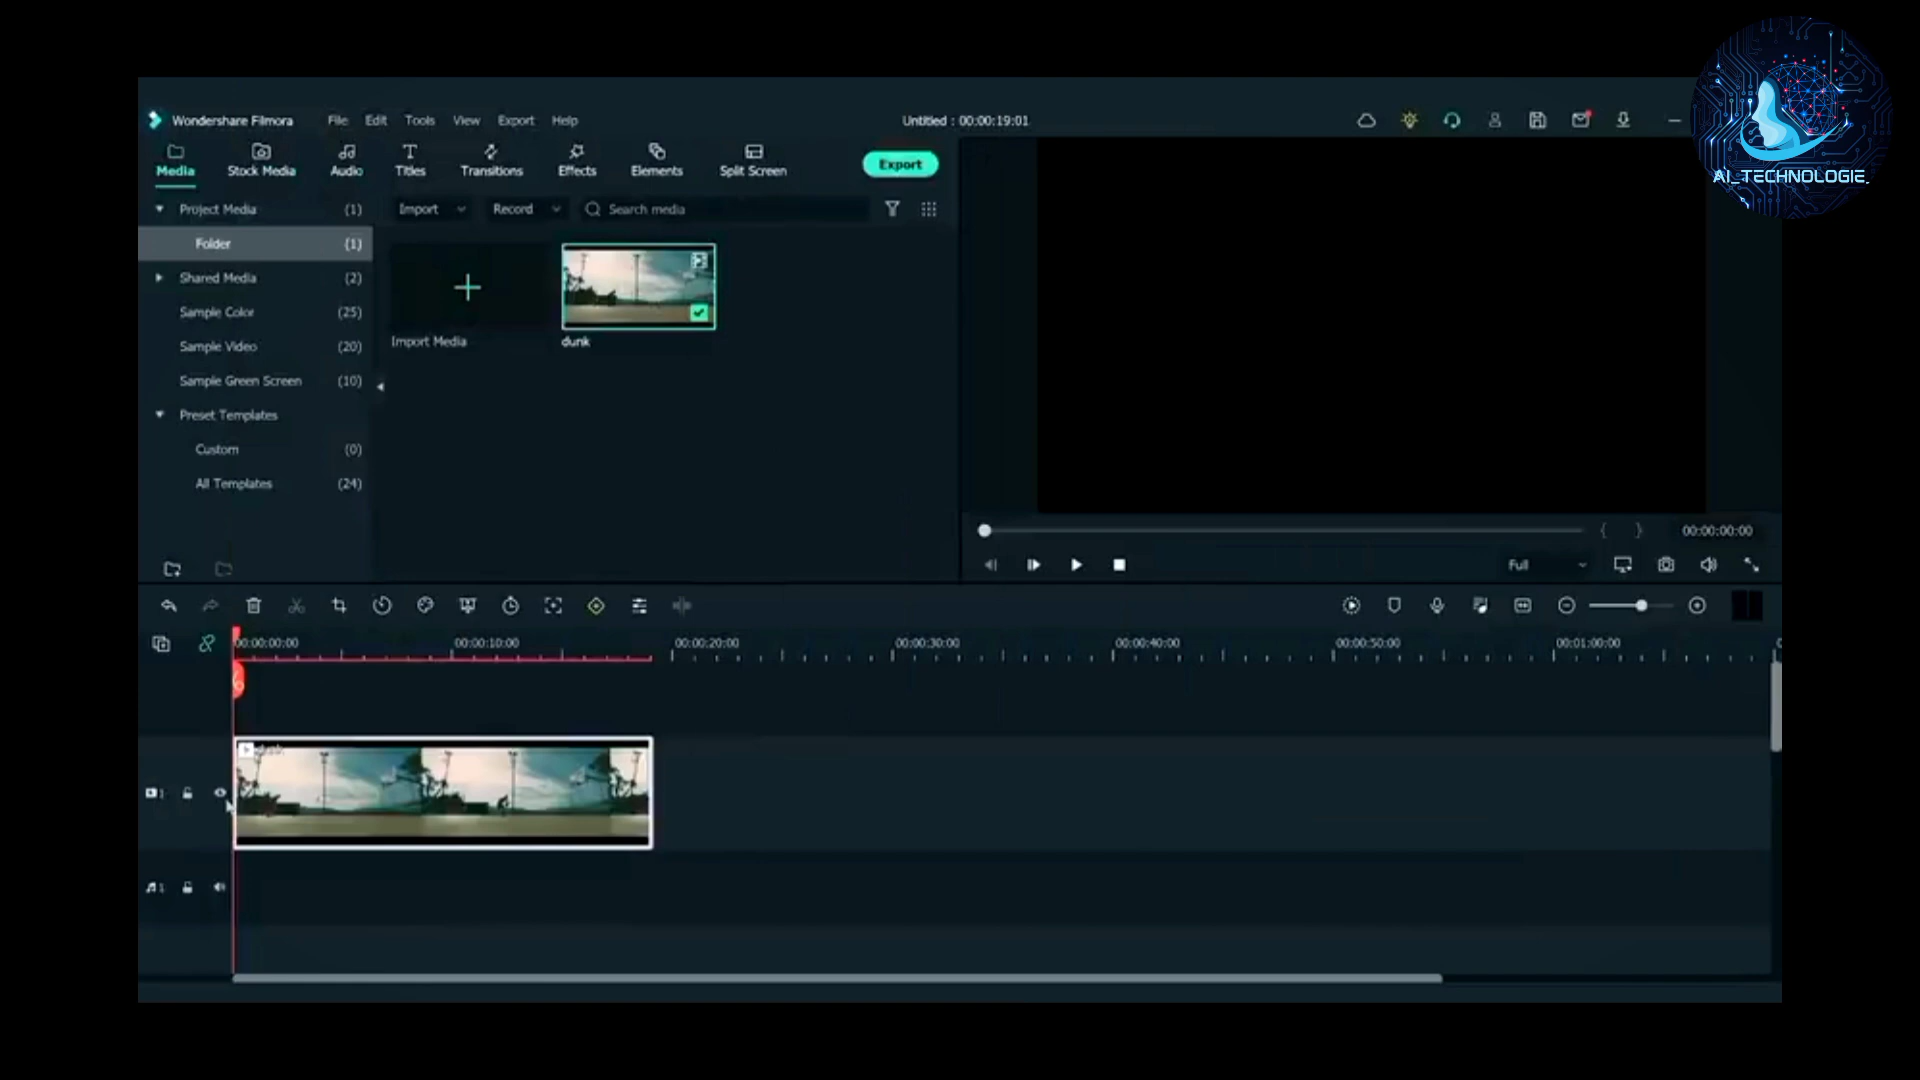 Wondershare Filmora File Edit Tools View Export Help Untitled : 00:00:19:01
AI_TECHNOLOGIE_
Media Stock Media Audio Titles Transitions Effects Elements Split Screen Export
Project Media (1) Import Record Search media
Folder (1)
Shared Media (2)
Sample Color (25)
Sample Video (20)
Import Media dunk
Sample Green Screen (10)
Preset Templates
Custom (0)
All Templates (24)
00:00:00:00
Full
00:00:00:00 00:00:10:00 00:00:20:00 00:00:30:00 00:00:40:00 00:00:50:00 00:01:00:00
dunk
1
1